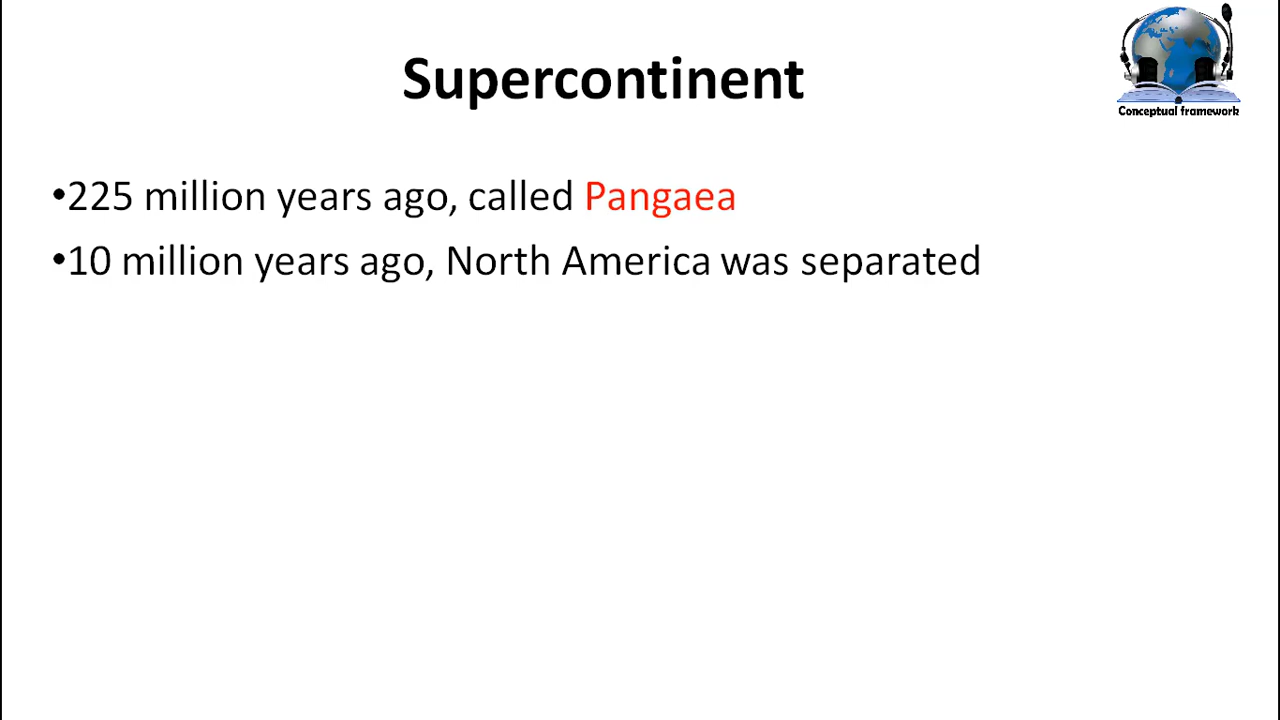 Supercontinent
Conceptual framework
•225 million years ago, called Pangaea
•10 million years ago, North America was separated